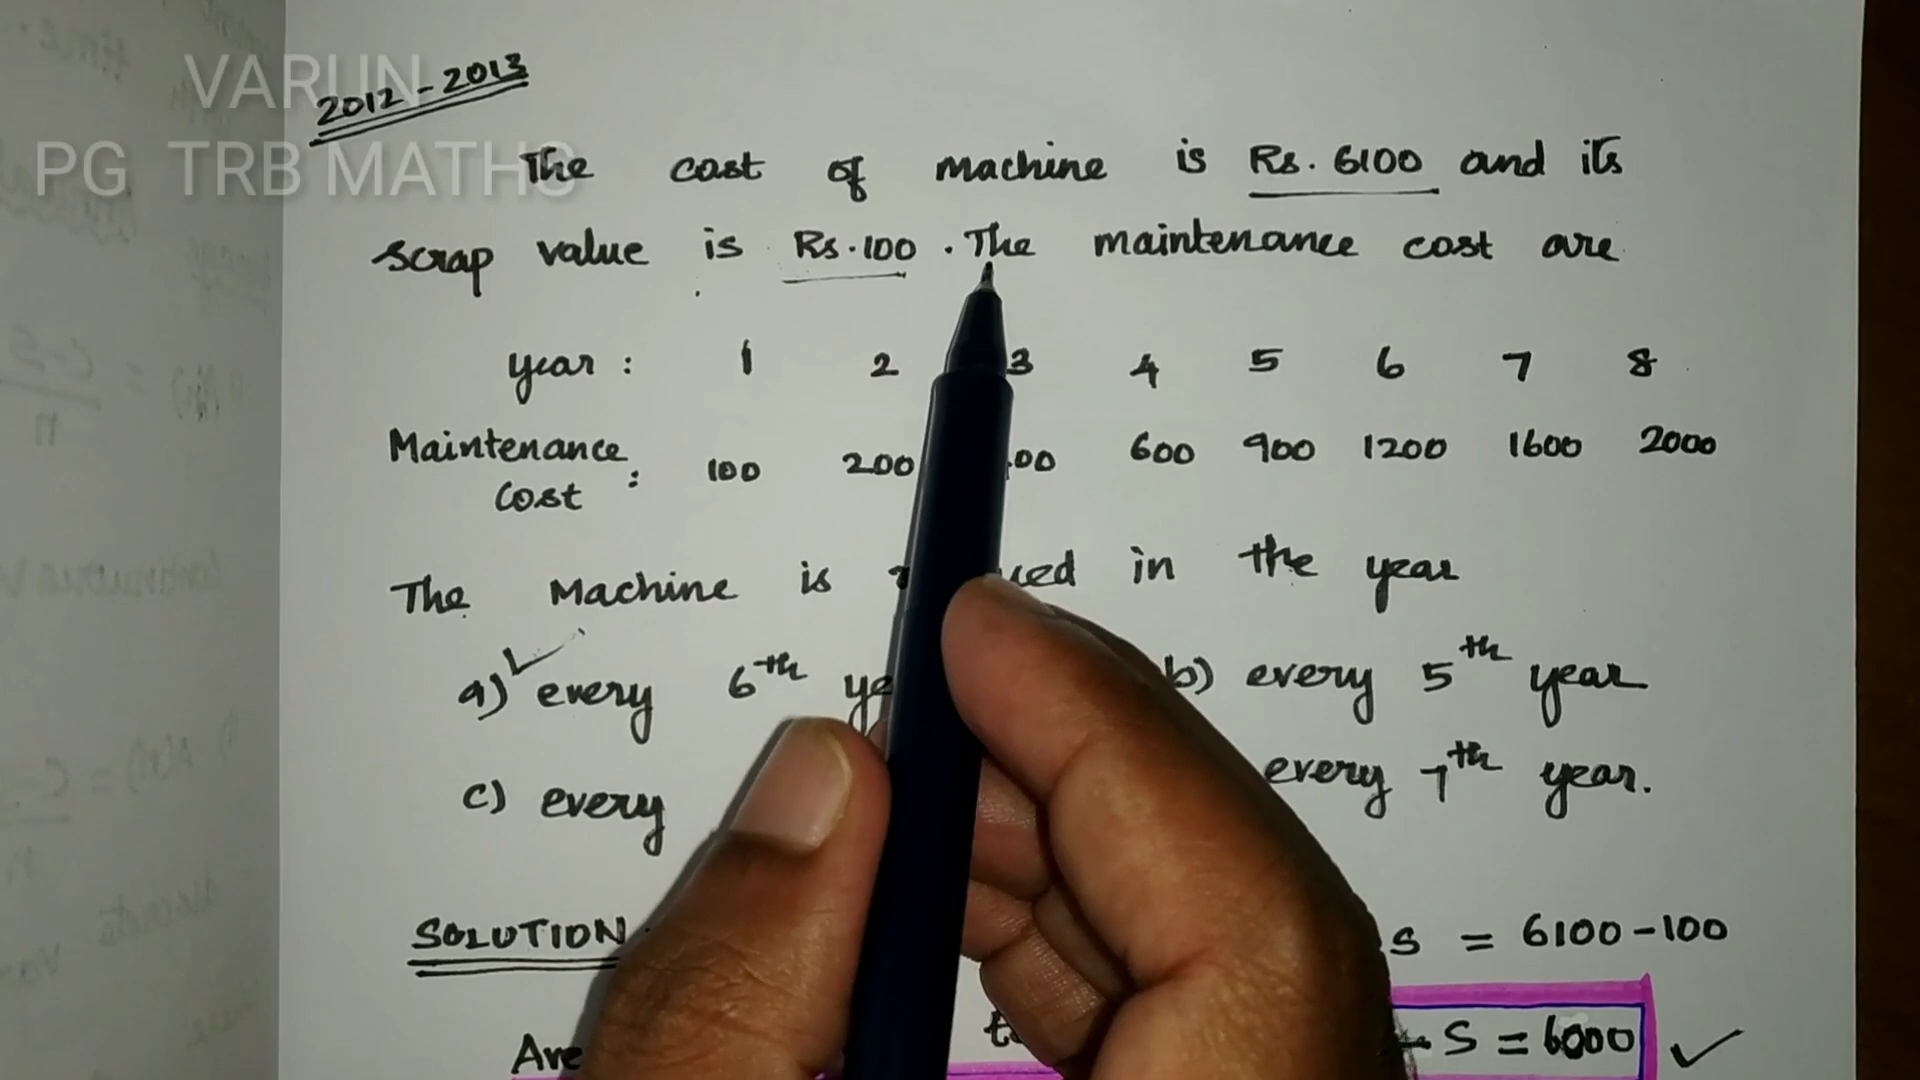 VARUN
PG TRB MATHS
2012-2013
The cost of machine is Rs. 6100 and its
scrap value is Rs.100 . The maintenance cost are
year : 1 2 3 4 5 6 7 8
Maintenance cost : 100 200 600 900 1200 1600 2000
The Machine is in the year
a) every 6th b) every 5th year
c) every every 7th year.
SOLUTION S = 6100-100
Ave - S = 6000